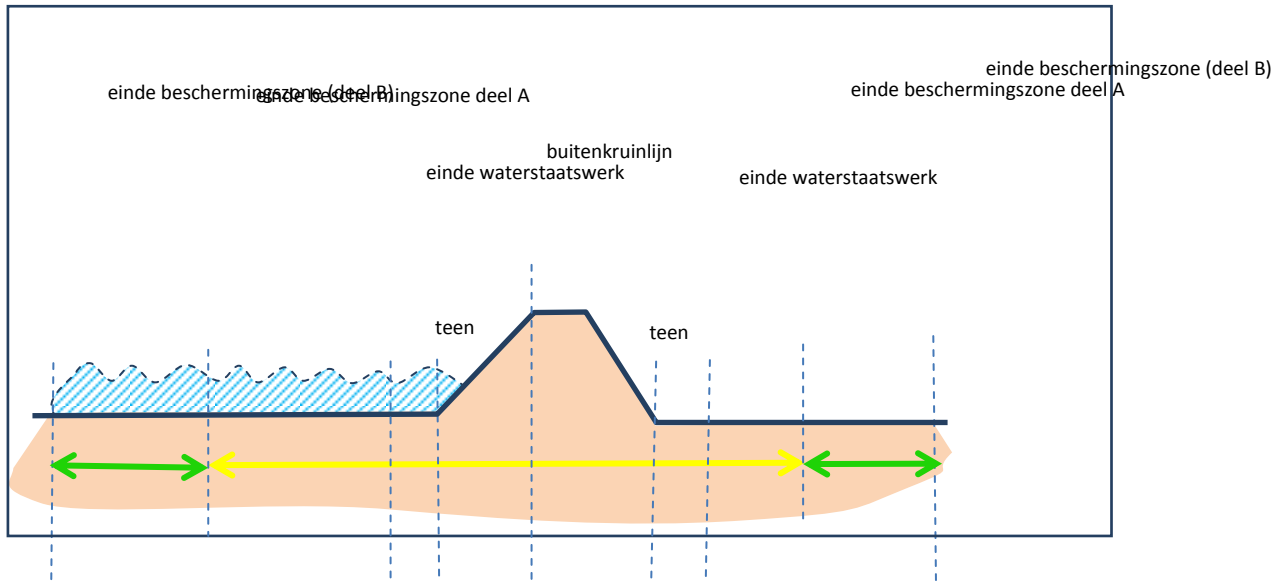 einde beschermingszone (deel B)
einde beschermingszone (deel B)
einde beschermingszone deel A
einde beschermingszone deel A
buitenkruinlijn
einde waterstaatswerk
einde waterstaatswerk
teen
teen